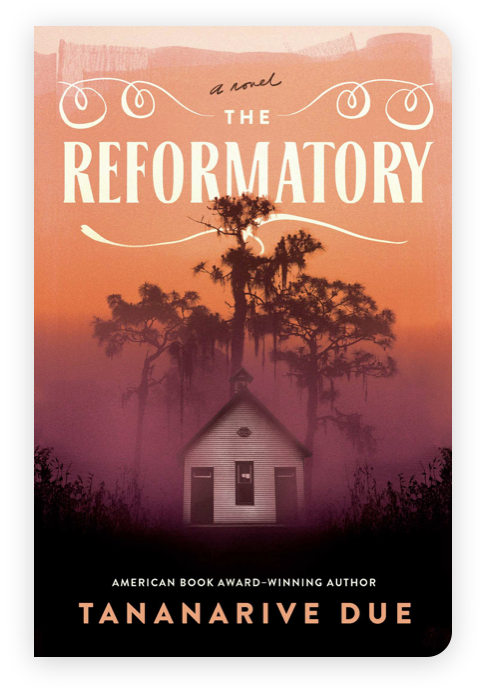 a novel
THE
REFORMATORY
AMERICAN BOOK AWARD–WINNING AUTHOR
TANANARIVE DUE